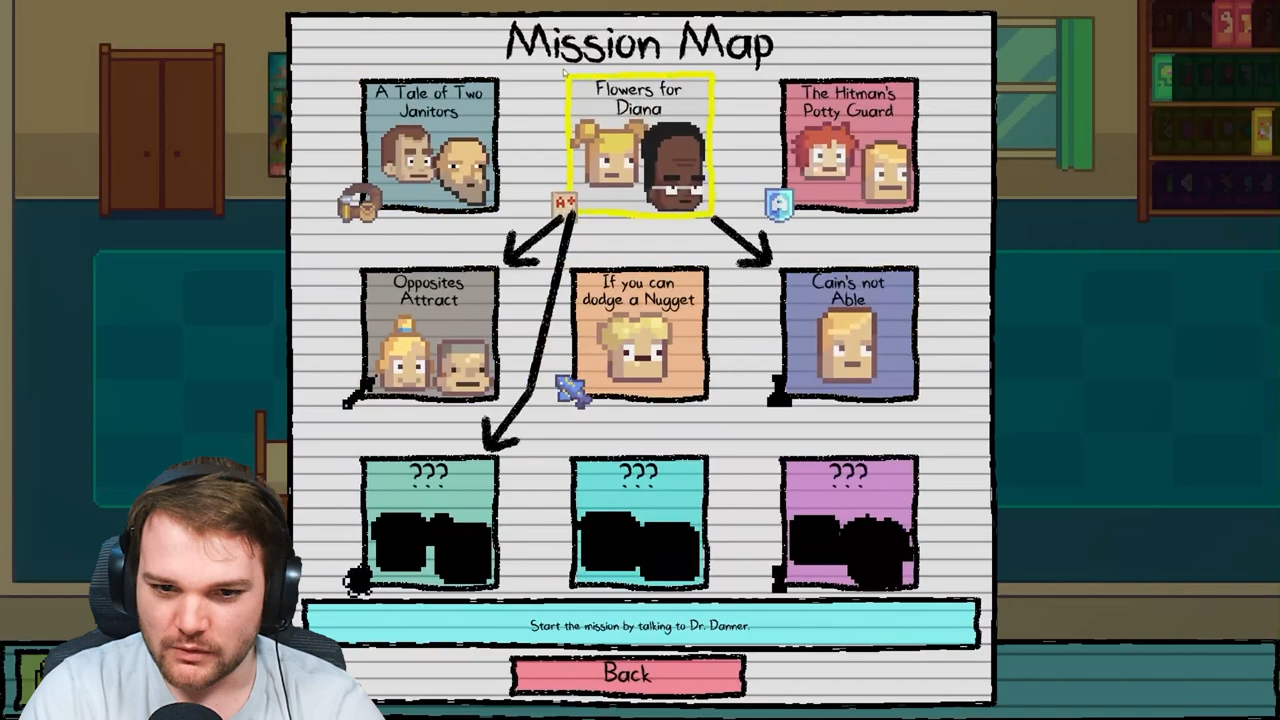 Mission Map
A Tale of Two
Janitors
Flowers for
Diana
The Hitman's
Potty Guard
A+
A
Opposites
Attract
If you can
dodge a Nugget
Cain's not
Able
???
???
???
Start the mission by talking to Dr. Danner.
Back